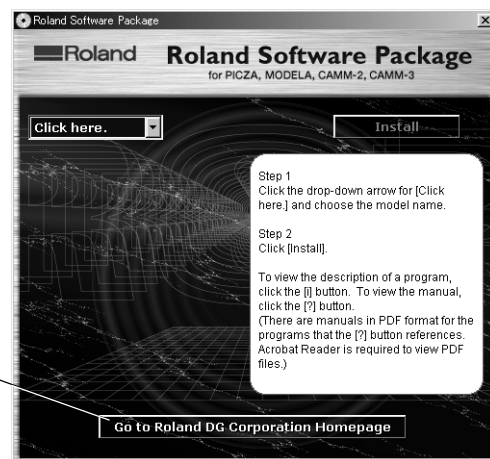 Roland Software Package
Roland
Roland Software Package
for PICZA, MODELA, CAMM-2, CAMM-3
Click here.
Install
Step 1
Click the drop-down arrow for [Click
here.] and choose the model name.
Step 2
Click [Install].
To view the description of a program,
click the [i] button.  To view the manual,
click the [?] button.
(There are manuals in PDF format for the
programs that the [?] button references.
Acrobat Reader is required to view PDF
files.)
Go to Roland DG Corporation Homepage